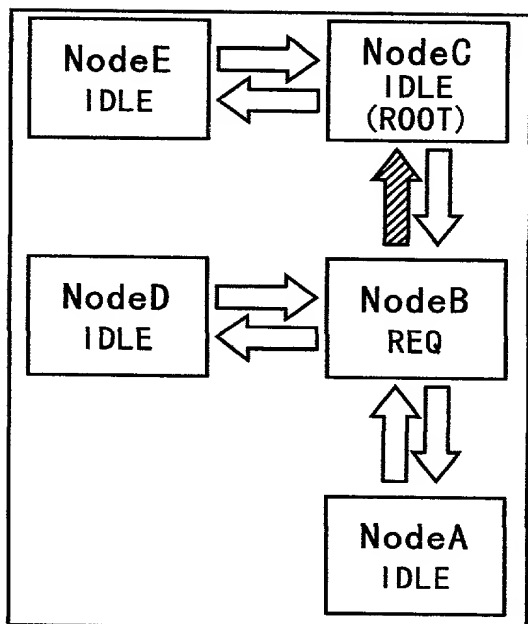 NodeE
IDLE
NodeC
IDLE
(ROOT)
NodeD
IDLE
NodeB
REQ
NodeA
IDLE